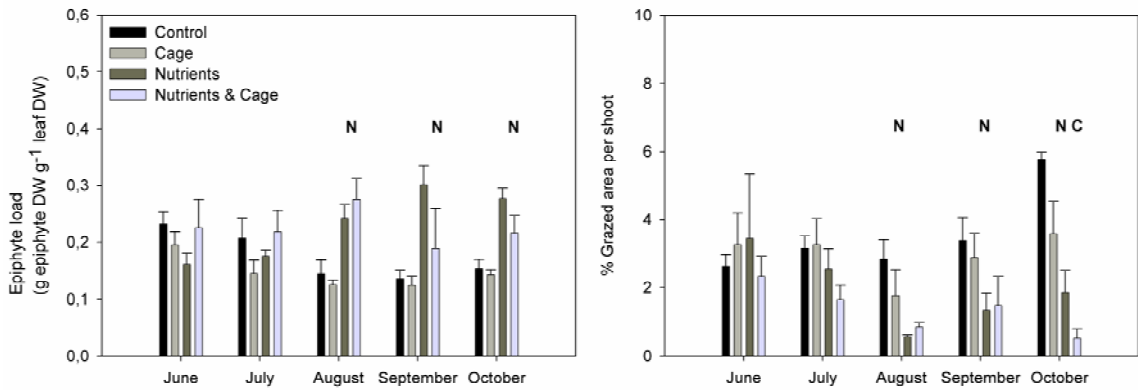 0,6
0,5
0,4
0,3
0,2
0,1
0,0
Epiphyte load
(g epiphyte DW g-1 leaf DW)
Control
Cage
Nutrients
Nutrients & Cage
N N N
June July August September October
10
8
6
4
2
0
% Grazed area per shoot
N N N C
June July August September October